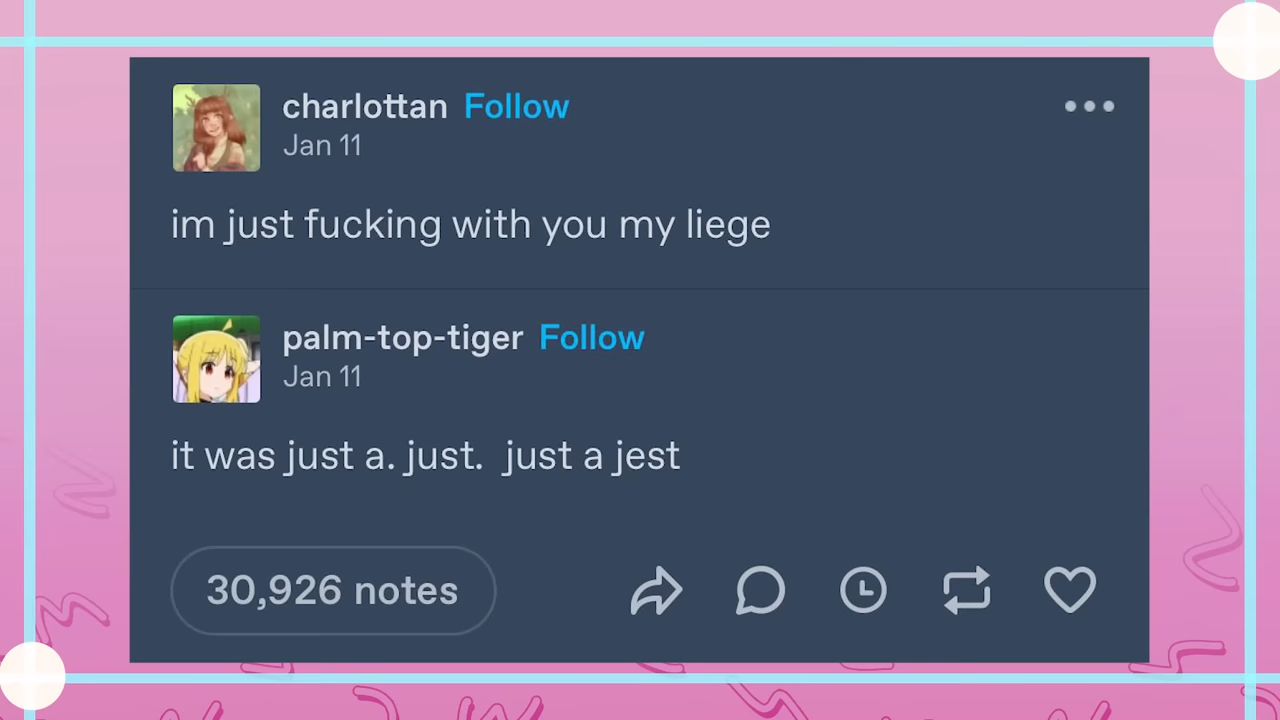 charlottan Follow
Jan 11
im just fucking with you my liege
palm-top-tiger Follow
Jan 11
it was just a. just.  just a jest
30,926 notes